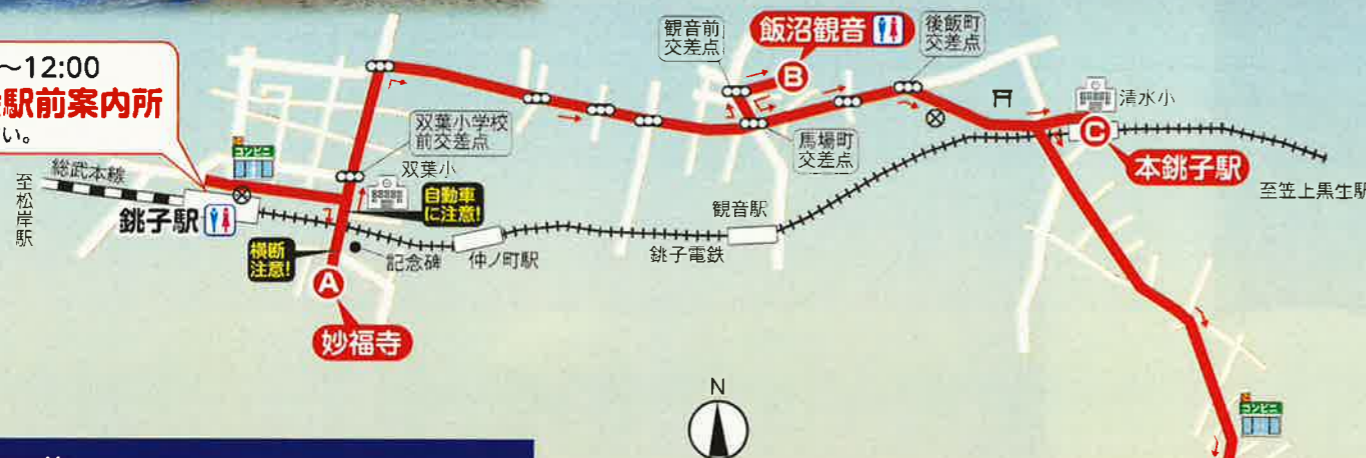 ～12:00
駅前案内所
い。
コンビニ
総武本線
至松岸駅
銚子駅
双葉小学校
前交差点
双葉小
自動車
に注意!
横断
注意!
記念碑
仲ノ町駅
A
妙福寺
観音前
交差点
飯沼観音
B
後飯町
交差点
馬場町
交差点
観音駅
銚子電鉄
清水小
C
本銚子駅
至笠上黒生駅
N
コンビニ